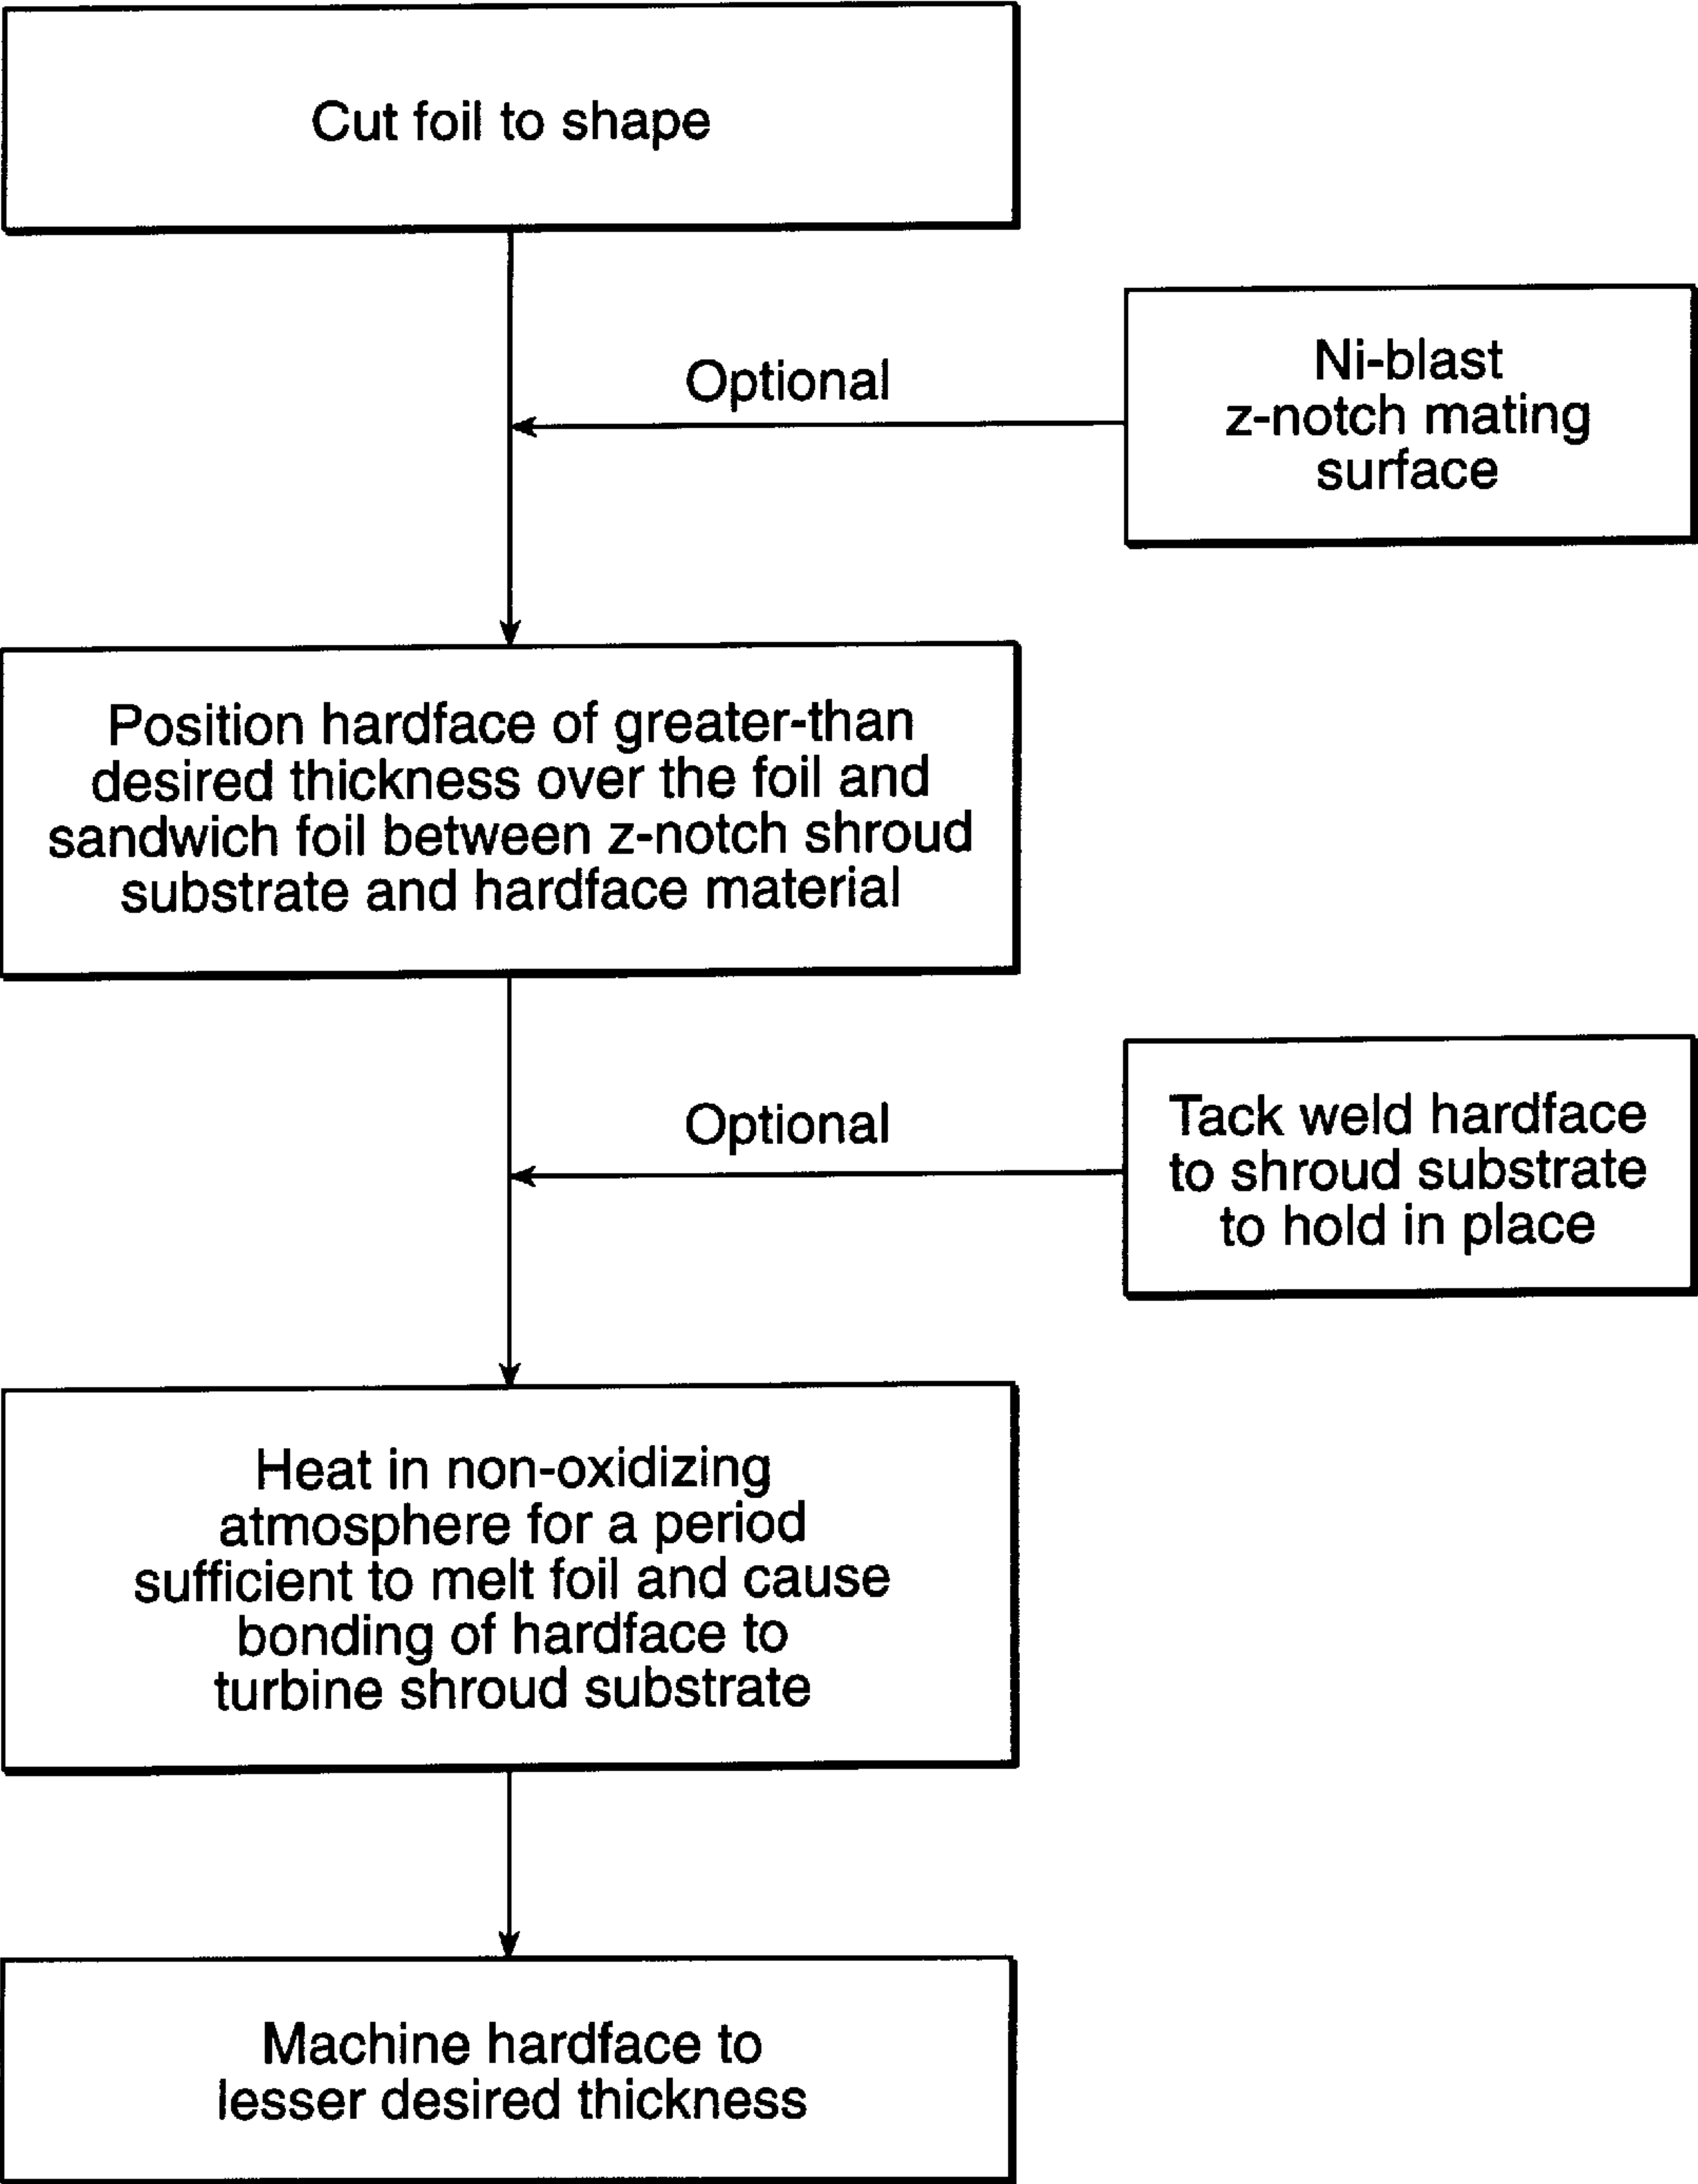 Cut foil to shape
Optional
Ni-blast
z-notch mating
surface
Position hardface of greater-than
desired thickness over the foil and
sandwich foil between z-notch shroud
substrate and hardface material
Optional
Tack weld hardface
to shroud substrate
to hold in place
Heat in non-oxidizing
atmosphere for a period
sufficient to melt foil and cause
bonding of hardface to
turbine shroud substrate
Machine hardface to
lesser desired thickness